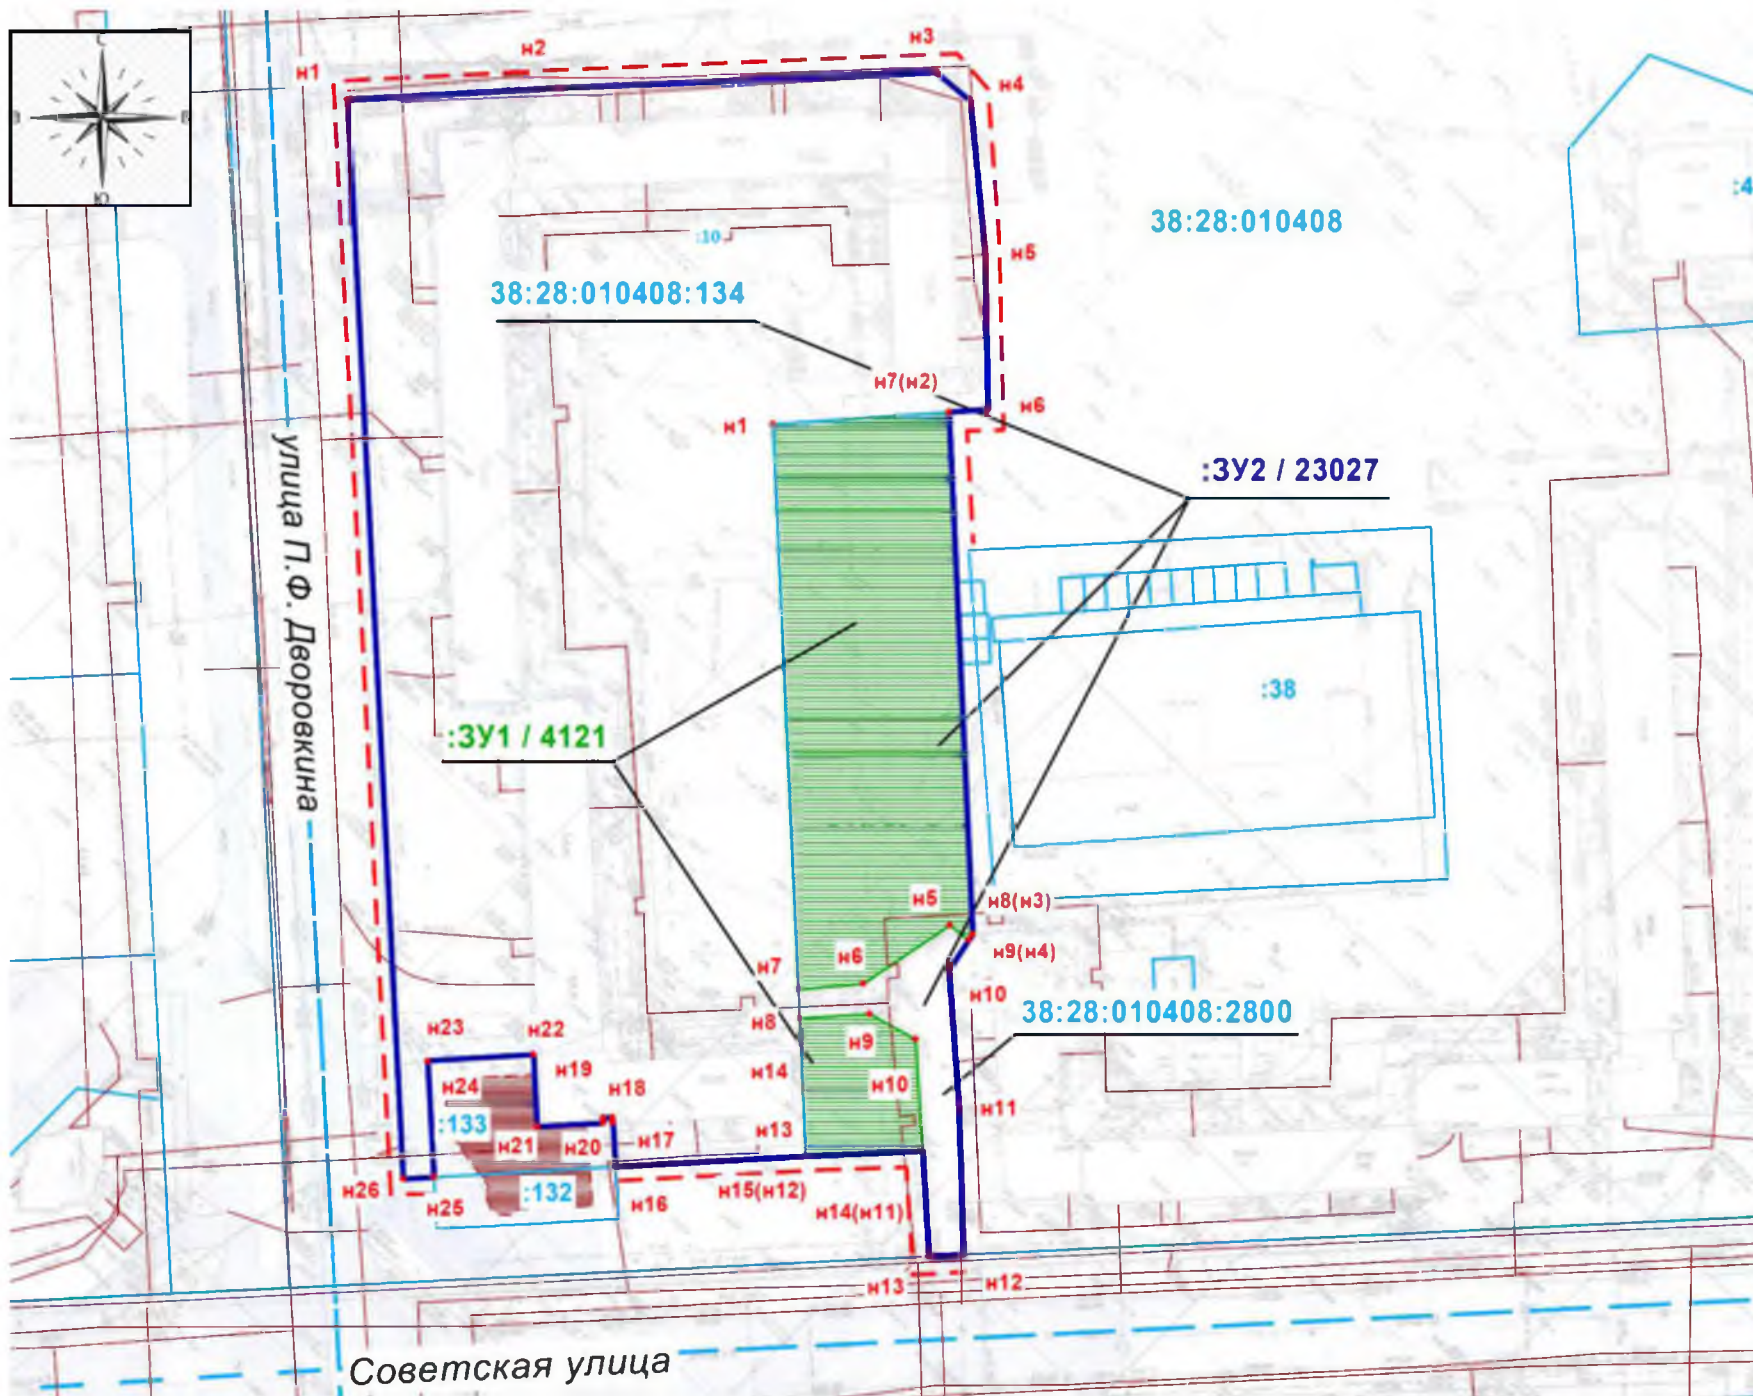 С
В
Ю
н1
н2
н3
н4
38:28:010408
:4
:10
н5
38:28:010408:134
н7(н2)
н6
н1
:ЗУ2 / 23027
улица П.Ф. Дворовкина
:38
:ЗУ1 / 4121
н5
н8(н3)
н9(н4)
н6
н7
н10
38:28:010408:2800
н8
н9
н23
н22
н19
н14
н24
н18
н10
н11
:133
н21
н20
н17
н13
н26
н25
:132
н16
н15(н12)
н14(н11)
н13
н12
Советская улица